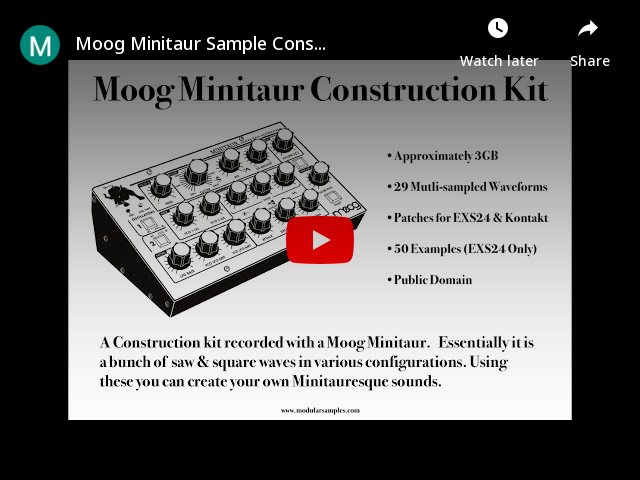 M
Moog Minitaur Sample Cons...
Watch later
Share
Moog Minitaur Construction Kit
MINITAUR
moog
• Approximately 3GB
• 29 Mutli-sampled Waveforms
• Patches for EXS24 & Kontakt
• 50 Examples (EXS24 Only)
• Public Domain
A Construction kit recorded with a Moog Minitaur. Essentially it is
a bunch of saw & square waves in various configurations. Using
these you can create your own Minitauresque sounds.
www.modularsamples.com